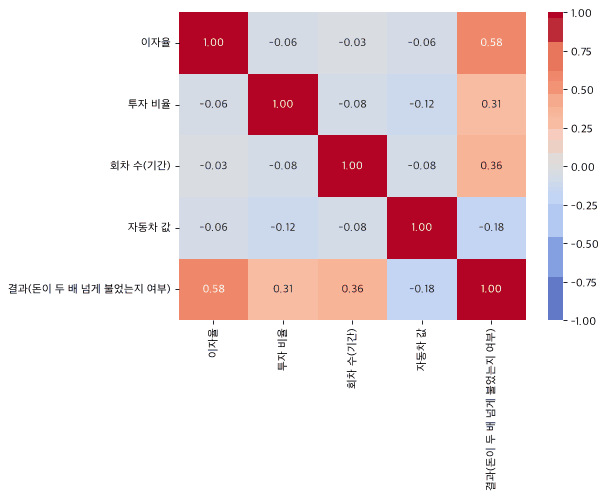 이자율 1.00 -0.06 -0.03 -0.06 0.58
투자 비율 -0.06 1.00 -0.08 -0.12 0.31
회차 수(기간) -0.03 -0.08 1.00 -0.08 0.36
자동차 값 -0.06 -0.12 -0.08 1.00 -0.18
결과(돈이 두 배 넘게 불었는지 여부) 0.58 0.31 0.36 -0.18 1.00
이자율
투자 비율
회차 수(기간)
자동차 값
결과(돈이 두 배 넘게 불었는지 여부)
1.00
0.75
0.50
0.25
0.00
-0.25
-0.50
-0.75
-1.00